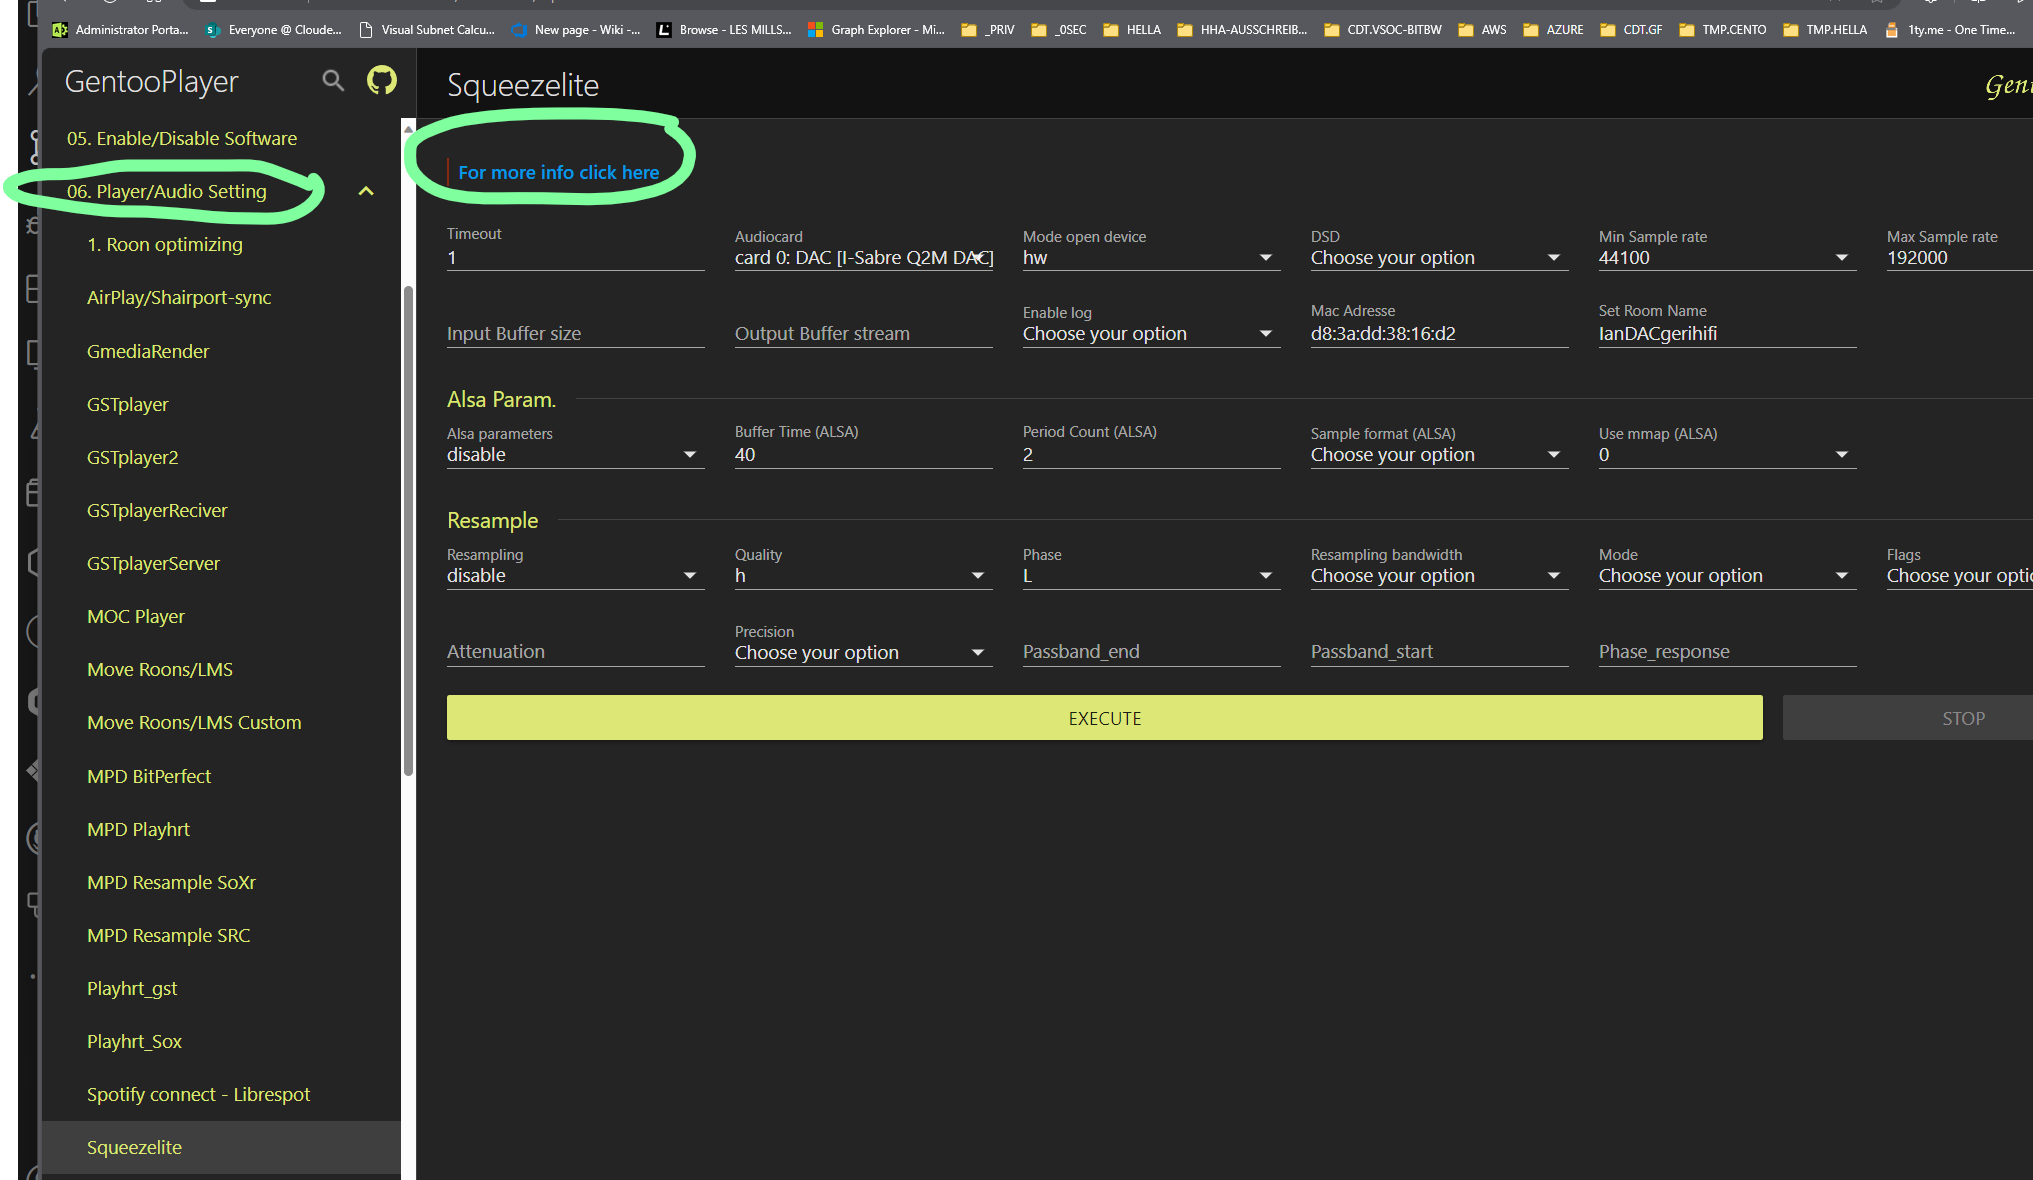 Administrator Porta... Everyone @ Cloude... Visual Subnet Calcu... New page - Wiki -... Browse - LES MILLS... Graph Explorer - Mi... _PRIV _0SEC HELLA HHA-AUSSCHREIB... CDT.VSOC-BITBW AWS AZURE CDT.GF TMP.CENTO TMP.HELLA 1ty.me - One Time...
GentooPlayer
05. Enable/Disable Software
06. Player/Audio Setting
1. Roon optimizing
AirPlay/Shairport-sync
GmediaRender
GSTplayer
GSTplayer2
GSTplayerReciver
GSTplayerServer
MOC Player
Move Roons/LMS
Move Roons/LMS Custom
MPD BitPerfect
MPD Playhrt
MPD Resample SoXr
MPD Resample SRC
Playhrt_gst
Playhrt_Sox
Spotify connect - Librespot
Squeezelite
Squeezelite
For more info click here
Timeout Audiocard Mode open device DSD Min Sample rate Max Sample rate
1 card 0: DAC [I-Sabre Q2M DAC] hw Choose your option 44100 192000
Enable log Mac Adresse Set Room Name
Input Buffer size Output Buffer stream Choose your option d8:3a:dd:38:16:d2 IanDACgerihifi
Alsa Param.
Alsa parameters Buffer Time (ALSA) Period Count (ALSA) Sample format (ALSA) Use mmap (ALSA)
disable 40 2 Choose your option 0
Resample
Resampling Quality Phase Resampling bandwidth Mode Flags
disable h L Choose your option Choose your option Choose your
Precision
Attenuation Choose your option Passband_end Passband_start Phase_response
EXECUTE STOP